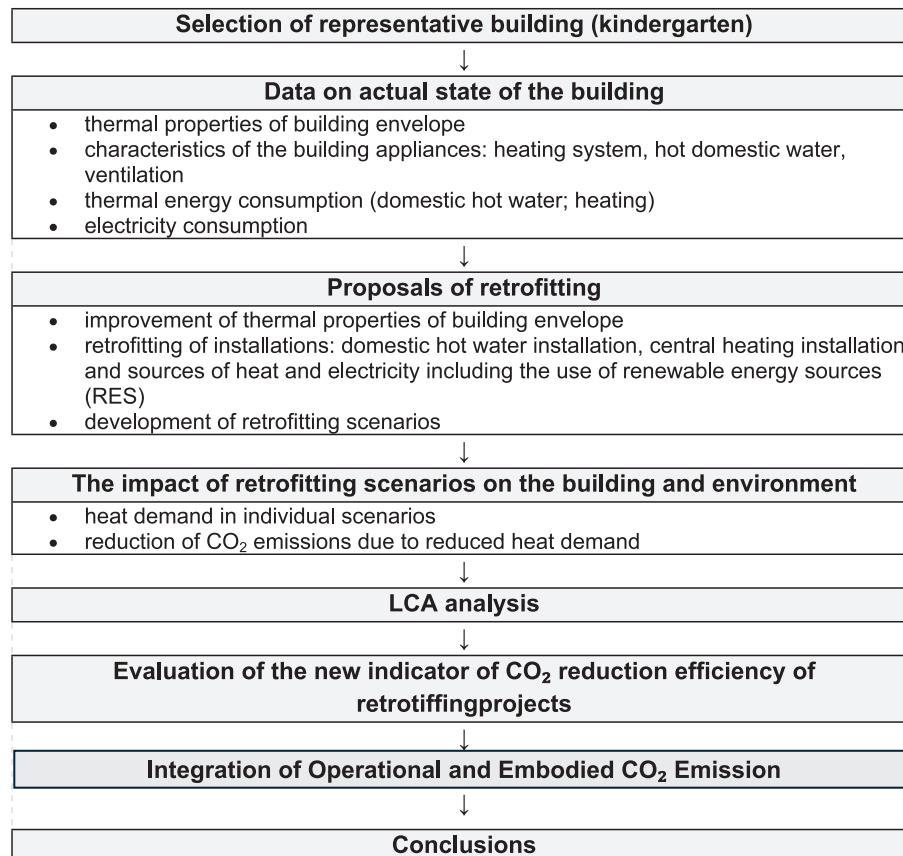 Selection of representative building (kindergarten)
↓
Data on actual state of the building
• thermal properties of building envelope
• characteristics of the building appliances: heating system, hot domestic water,
ventilation
• thermal energy consumption (domestic hot water; heating)
• electricity consumption
↓
Proposals of retrofitting
• improvement of thermal properties of building envelope
• retrofitting of installations: domestic hot water installation, central heating installation
and sources of heat and electricity including the use of renewable energy sources
(RES)
• development of retrofitting scenarios
↓
The impact of retrofitting scenarios on the building and environment
• heat demand in individual scenarios
• reduction of CO₂ emissions due to reduced heat demand
↓
LCA analysis
↓
Evaluation of the new indicator of CO₂ reduction efficiency of
retrotiffingprojects
↓
Integration of Operational and Embodied CO₂ Emission
↓
Conclusions